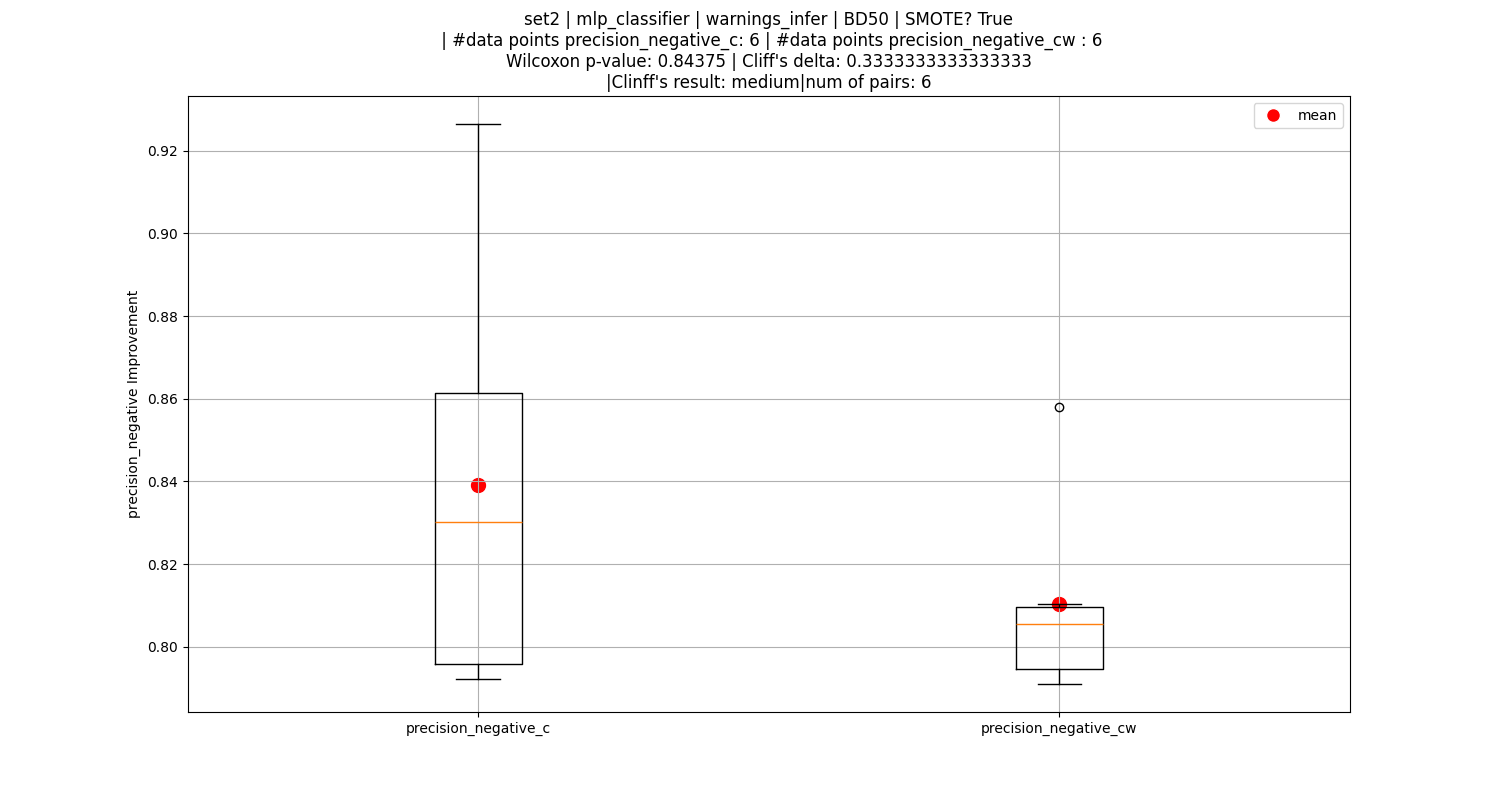 set2 | mlp_classifier | warnings_infer | BD50 | SMOTE? True
| #data points precision_negative_c: 6 | #data points precision_negative_cw : 6
Wilcoxon p-value: 0.84375 | Cliff's delta: 0.3333333333333333
|Clinff's result: medium|num of pairs: 6
mean
0.92
0.90
0.88
0.86
0.84
0.82
0.80
precision_negative Improvement
precision_negative_c
precision_negative_cw